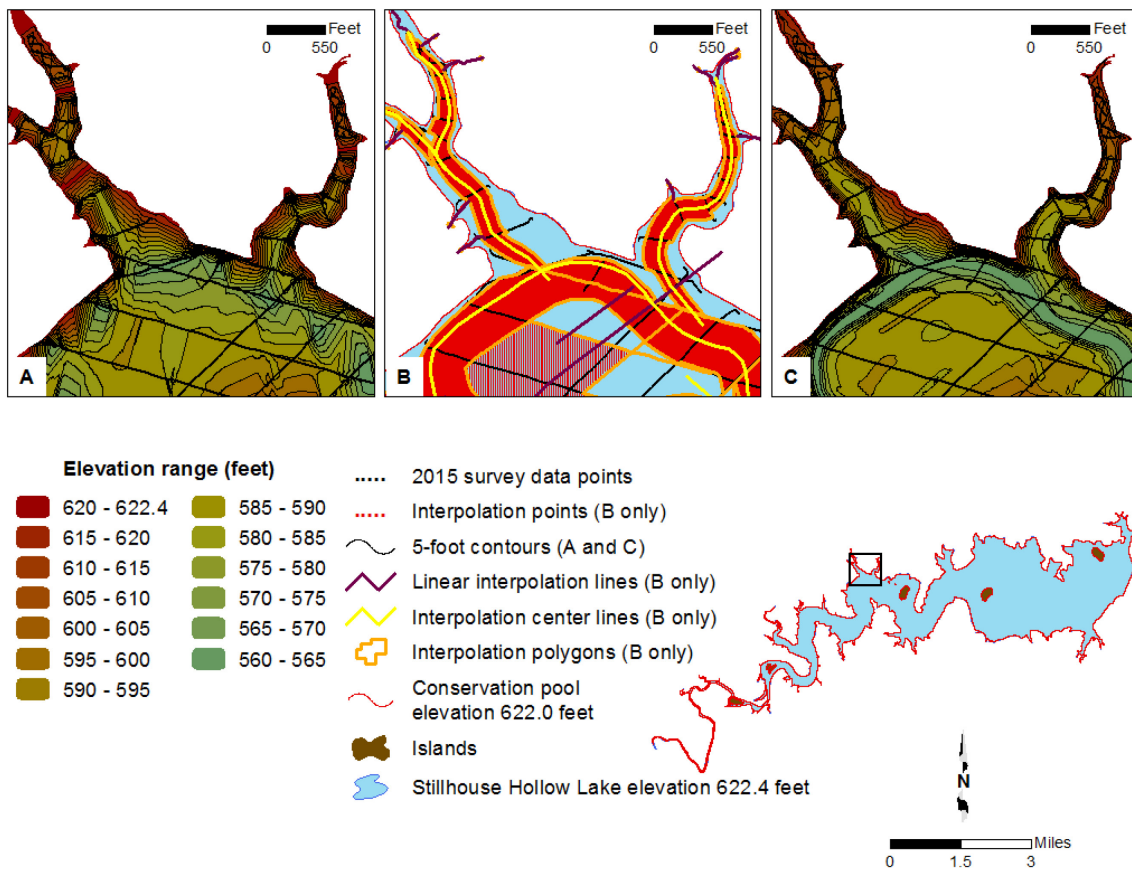 Feet
0 550
A
Feet
0 550
B
Feet
0 550
C
Elevation range (feet)
620 - 622.4
615 - 620
610 - 615
605 - 610
600 - 605
595 - 600
590 - 595
585 - 590
580 - 585
575 - 580
570 - 575
565 - 570
560 - 565
2015 survey data points
Interpolation points (B only)
5-foot contours (A and C)
Linear interpolation lines (B only)
Interpolation center lines (B only)
Interpolation polygons (B only)
Conservation pool
elevation 622.0 feet
Islands
Stillhouse Hollow Lake elevation 622.4 feet
N
Miles
0 1.5 3